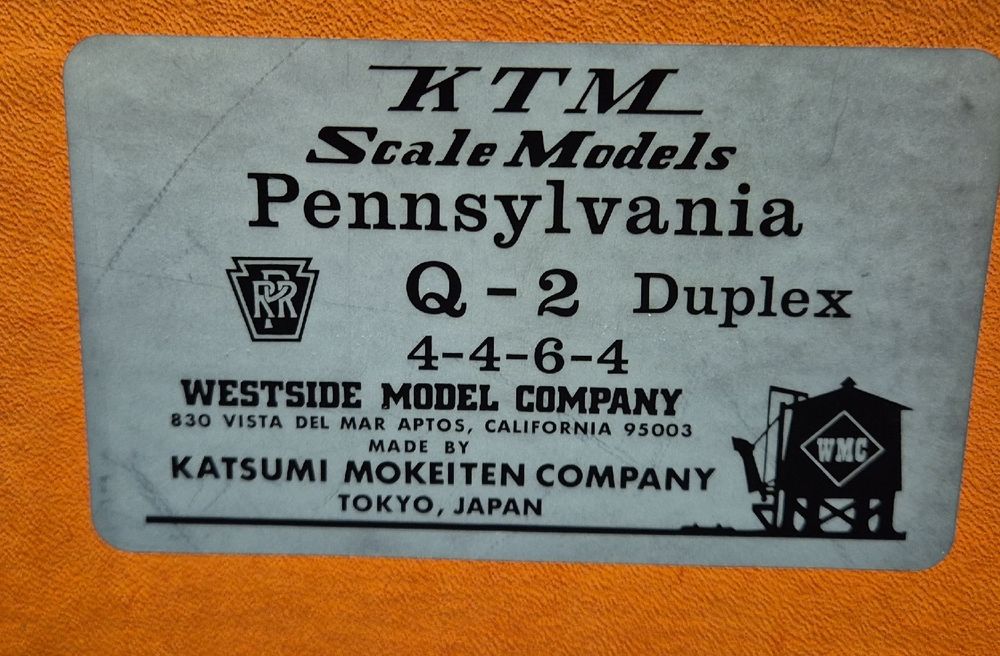 KTM
Scale Models
Pennsylvania
PRR
Q-2 Duplex
4-4-6-4
WESTSIDE MODEL COMPANY
830 VISTA DEL MAR APTOS, CALIFORNIA 95003
MADE BY
KATSUMI MOKEITEN COMPANY
TOKYO, JAPAN
WMC